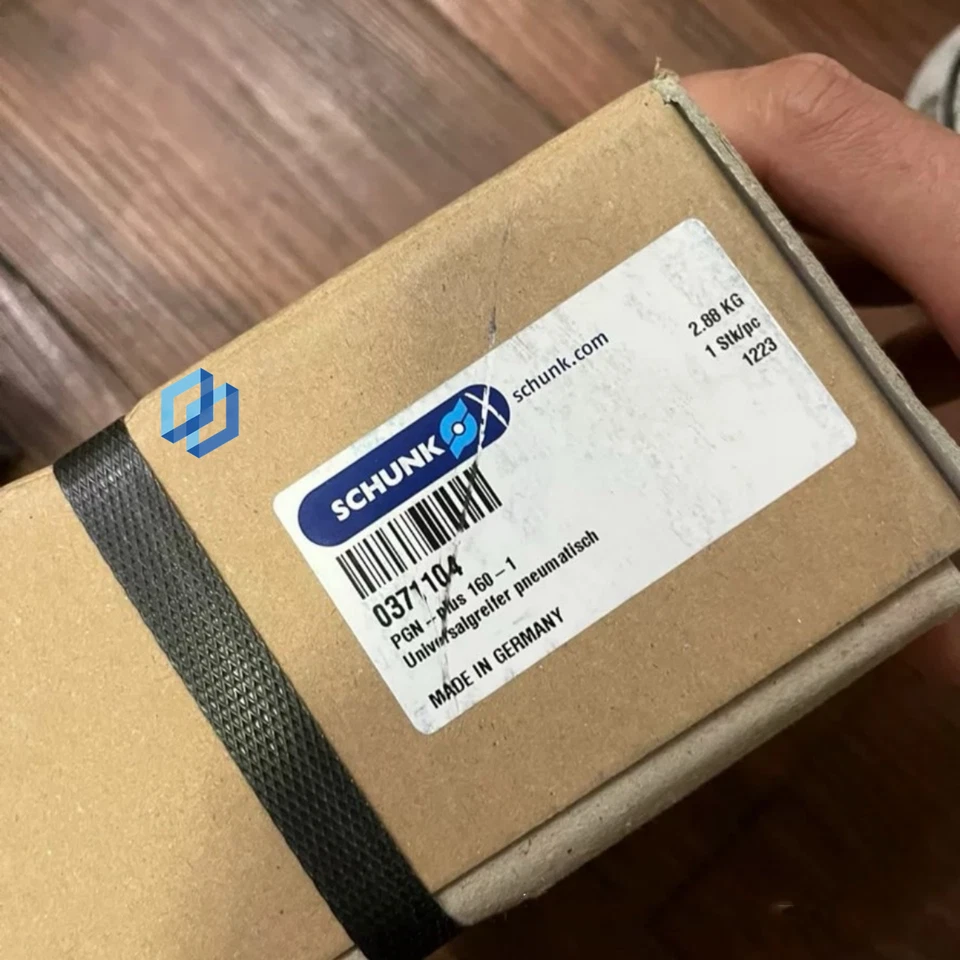 SCHUNK
schunk.com
2.88 KG
1 Stk/pc
1223
0371104
PGN-plus 160-1
Universalgreifer pneumatisch
MADE IN GERMANY